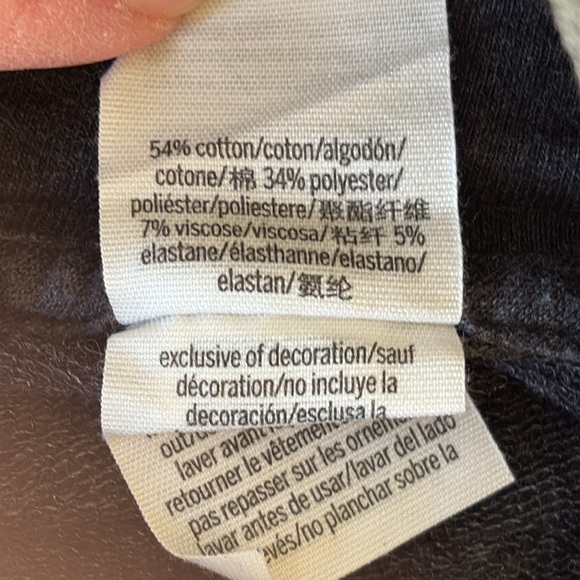 54% cotton/coton/algodón/
cotone/棉 34% polyester/
poliéster/poliestere/聚酯纤维
7% viscose/viscosa/粘纤 5%
elastane/élasthanne/elastano/
elastan/氨纶
exclusive of decoration/sauf
décoration/no incluye la
decoración/esclusa la
laver avant
retourner le vêtement
pas repasser sur les
lavar antes de usar/lavar del lado
no planchar sobre la